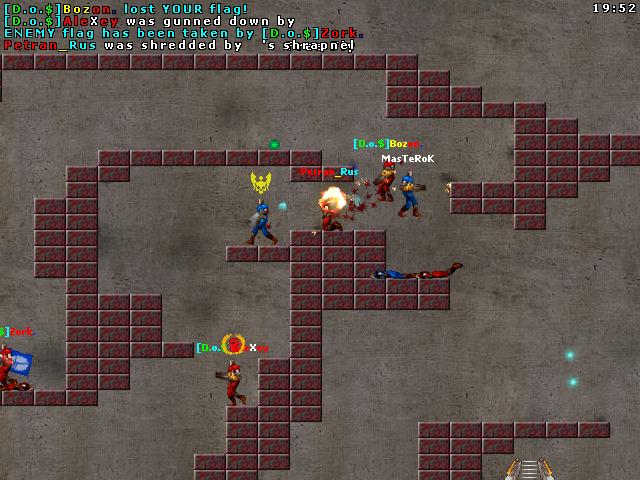 [D.o.$]Bozon. lost YOUR flag!
19:52
[D.o.$]AleXey was gunned down by
ENEMY flag has been taken by [D.o.$]Zork.
Petran_Rus was shredded by 's shrapnel
[D.o.$]Bozon.
MasTeRoK
Petran_Rus
$]Zork.
[D.o. Xey